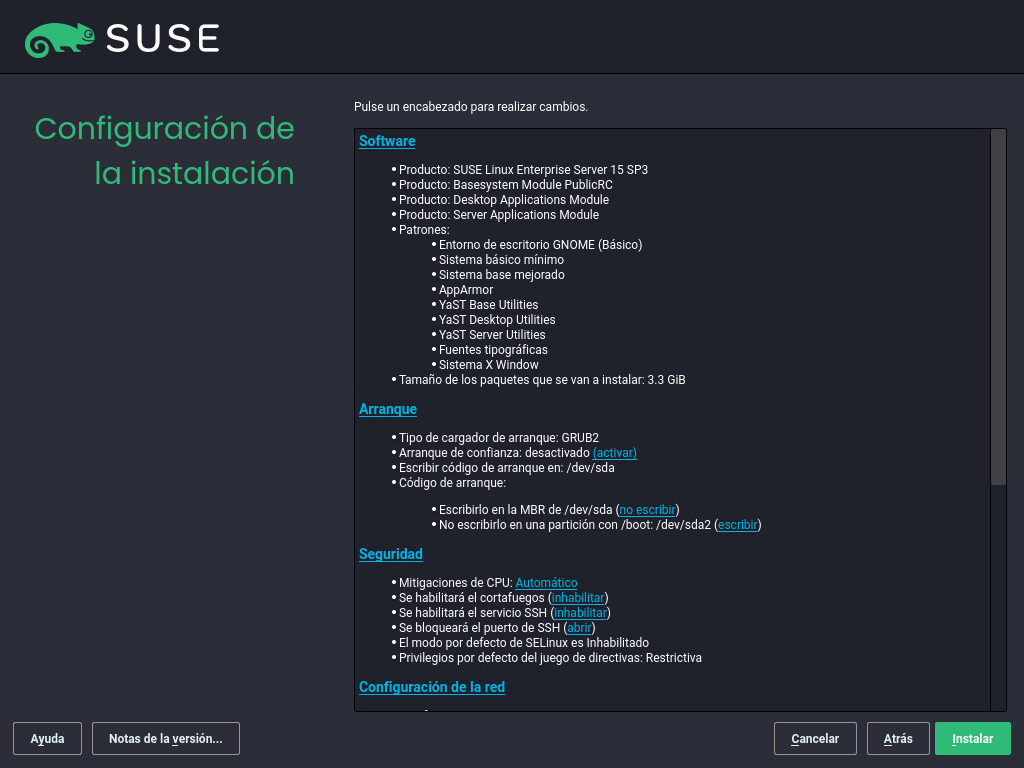 SUSE
Configuración de
la instalación
Pulse un encabezado para realizar cambios.
Software
• Producto: SUSE Linux Enterprise Server 15 SP3
• Producto: Basesystem Module PublicRC
• Producto: Desktop Applications Module
• Producto: Server Applications Module
• Patrones:
• Entorno de escritorio GNOME (Básico)
• Sistema básico mínimo
• Sistema base mejorado
• AppArmor
• YaST Base Utilities
• YaST Desktop Utilities
• YaST Server Utilities
• Fuentes tipográficas
• Sistema X Window
• Tamaño de los paquetes que se van a instalar: 3.3 GiB
Arranque
• Tipo de cargador de arranque: GRUB2
• Arranque de confianza: desactivado (activar)
• Escribir código de arranque en: /dev/sda
• Código de arranque:
• Escribirlo en la MBR de /dev/sda (no escribir)
• No escribirlo en una partición con /boot: /dev/sda2 (escribir)
Seguridad
• Mitigaciones de CPU: Automático
• Se habilitará el cortafuegos (inhabilitar)
• Se habilitará el servicio SSH (inhabilitar)
• Se bloqueará el puerto de SSH (abrir)
• El modo por defecto de SELinux es Inhabilitado
• Privilegios por defecto del juego de directivas: Restrictiva
Configuración de la red
Ayuda
Notas de la versión...
Cancelar
Atrás
Instalar